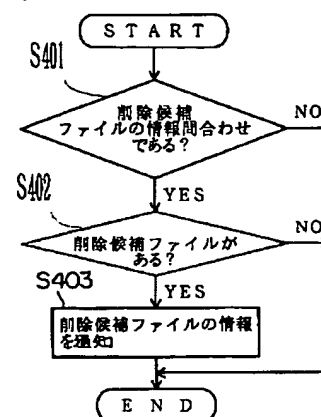 START
S401
削除候補
ファイルの情報問合わせ
である?
NO
YES
S402
削除候補ファイルが
ある?
NO
YES
S403
削除候補ファイルの情報
を通知
END